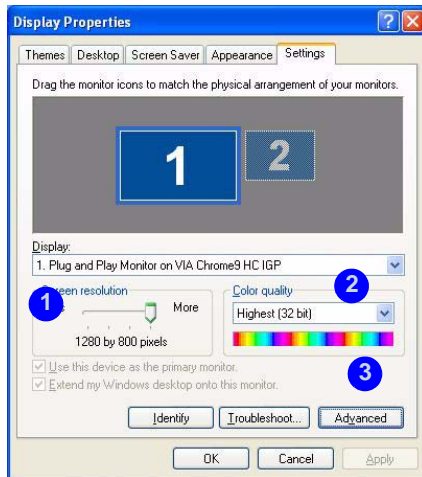 Display Properties
Themes Desktop Screen Saver Appearance Settings
Drag the monitor icons to match the physical arrangement of your monitors.
1 2
Display:
1. Plug and Play Monitor on VIA Chrome9 HC IGP
resolution
1
More
1280 by 800 pixels
Color quality
2
Highest (32 bit)
3
Use this device as the primary monitor.
Extend my Windows desktop onto this monitor.
Identify Troubleshoot... Advanced
OK Cancel Apply